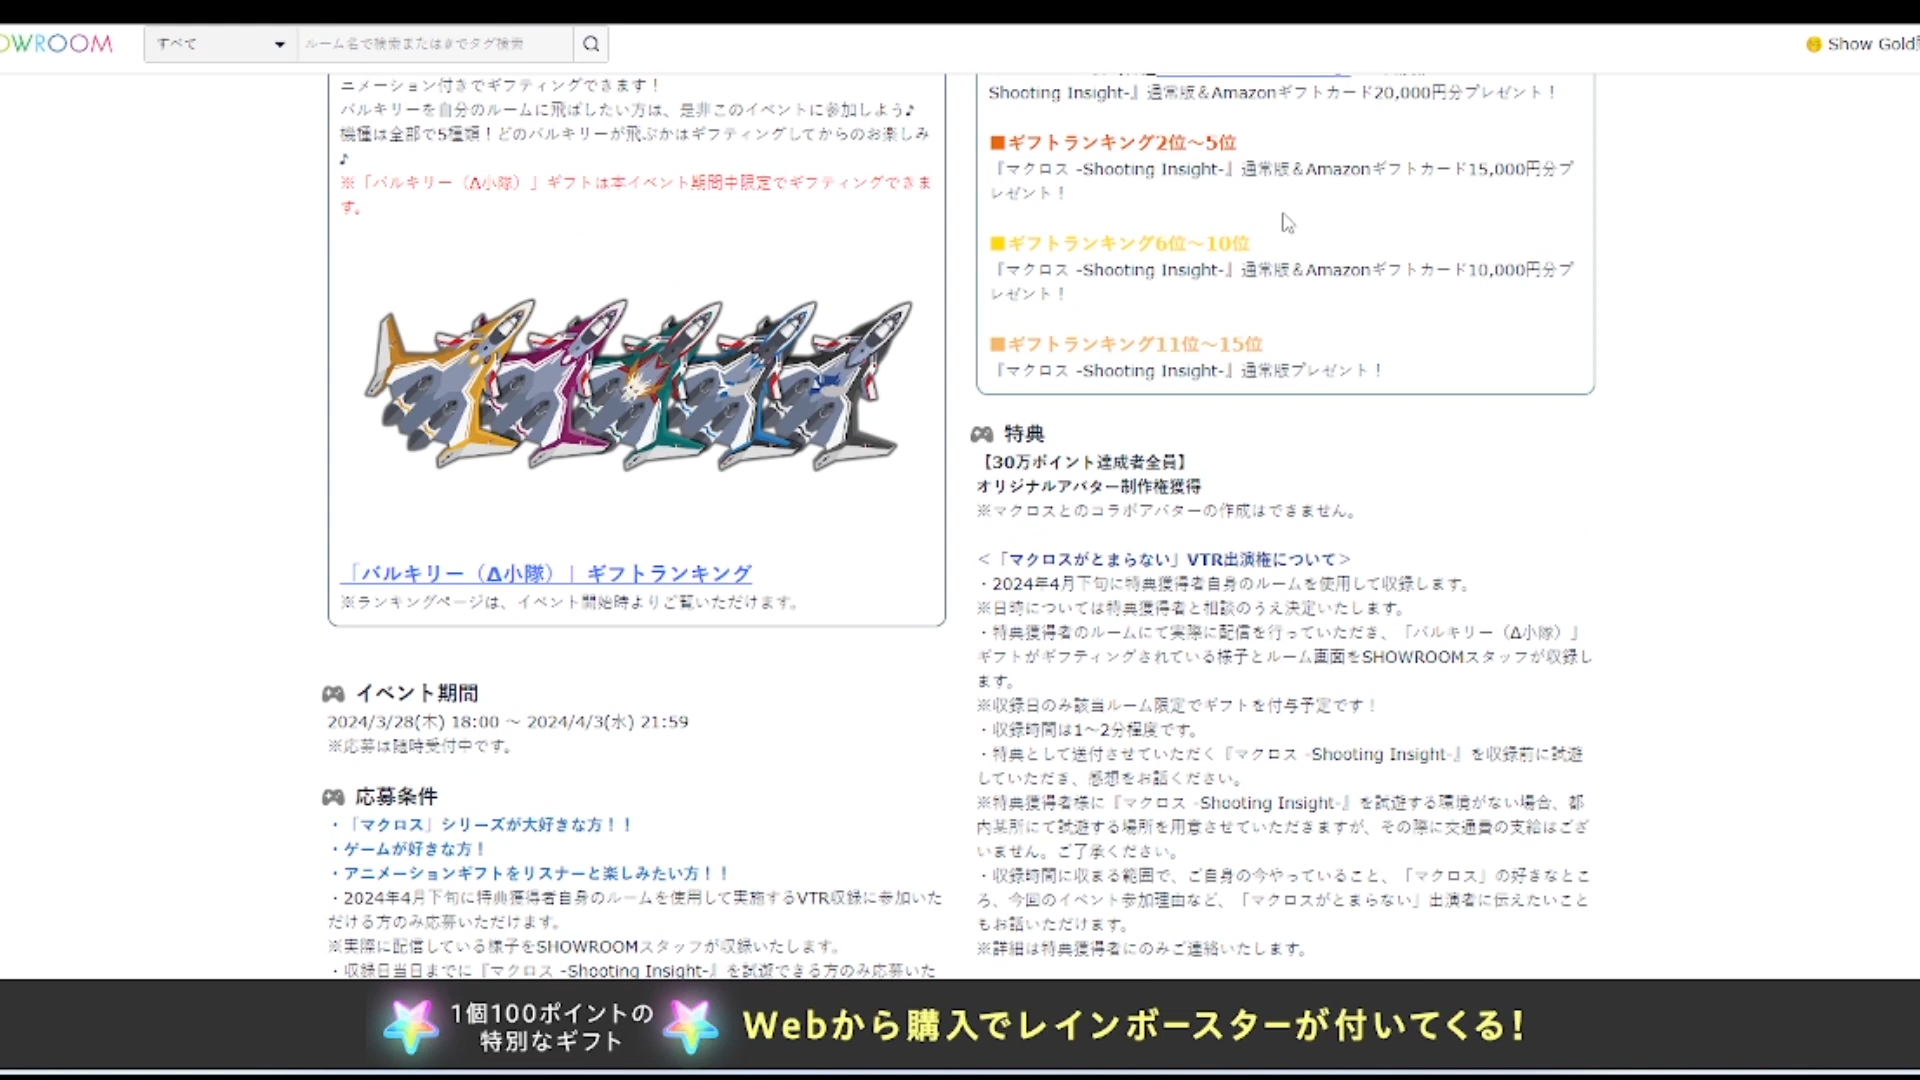 OWROOM
すべて
ルーム名で検索または#でタグ検索
Show Gold
ニメーション付きでギフティングできます！
バルキリーを自分のルームに飛ばしたい方は、是非このイベントに参加しよう♪
機種は全部で5種類！どのバルキリーが飛ぶかはギフティングしてからのお楽しみ
♪
※「バルキリー（Δ小隊）」ギフトは本イベント期間中限定でギフティングできま
す。
「バルキリー（Δ小隊）｜ ギフトランキング
※ランキングページは、イベント開始時よりご覧いただけます。
イベント期間
2024/3/28(木) 18:00 ～ 2024/4/3(水) 21:59
※応募は随時受付中です。
応募条件
・「マクロス」シリーズが大好きな方！！
・ゲームが好きな方！
・アニメーションギフトをリスナーと楽しみたい方！！
・2024年4月下旬に特典獲得者自身のルームを使用して実施するVTR収録に参加いた
だける方のみ応募いただけます。
※実際に配信している様子をSHOWROOMスタッフが収録いたします。
・収録日当日までに『マクロス -Shooting Insight-』を試遊できる方のみ応募いた
Shooting Insight-』通常版＆Amazonギフトカード20,000円分プレゼント！
■ギフトランキング2位～5位
『マクロス -Shooting Insight-』通常版＆Amazonギフトカード15,000円分プ
レゼント！
■ギフトランキング6位～10位
『マクロス -Shooting Insight-』通常版＆Amazonギフトカード10,000円分プ
レゼント！
■ギフトランキング11位～15位
『マクロス -Shooting Insight-』通常版プレゼント！
特典
【30万ポイント達成者全員】
オリジナルアバター制作権獲得
※マクロスとのコラボアバターの作成はできません。
＜「マクロスがとまらない」VTR出演権について＞
・2024年4月下旬に特典獲得者自身のルームを使用して収録します。
※日時については特典獲得者と相談のうえ決定いたします。
・特典獲得者のルームにて実際に配信を行っていただき、「バルキリー（Δ小隊）」
ギフトがギフティングされている様子とルーム画面をSHOWROOMスタッフが収録し
ます。
※収録日のみ該当ルーム限定でギフトを付与予定です！
・収録時間は1～2分程度です。
・特典として送付させていただく『マクロス -Shooting Insight-』を収録前に試遊
していただき、感想をお話ください。
※特典獲得者様に『マクロス -Shooting Insight-』を試遊する環境がない場合、都
内某所にて試遊する場所を用意させていただきますが、その際に交通費の支給はござ
いません。ご了承ください。
・収録時間に収まる範囲で、ご自身の今やっていること、「マクロス」の好きなとこ
ろ、今回のイベント参加理由など、「マクロスがとまらない」出演者に伝えたいこと
もお話いただけます。
※詳細は特典獲得者にのみご連絡いたします。
1個100ポイントの
特別なギフト
Webから購入でレインボースターが付いてくる！